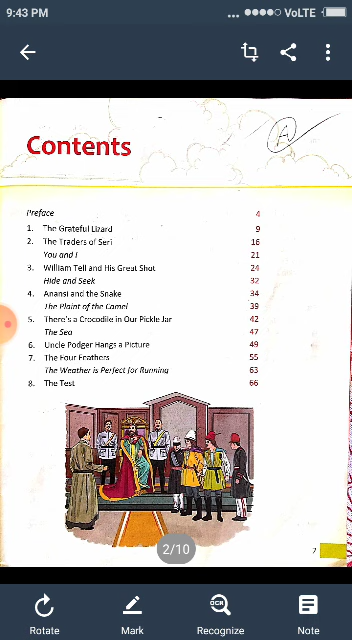 9:43 PM
... VoLTE
Contents
A
Preface 4
1. The Grateful Lizard 9
2. The Traders of Seri 16
You and I 21
3. William Tell and His Great Shot 24
Hide and Seek 32
4. Anansi and the Snake 34
The Plaint of the Camel 39
5. There's a Crocodile in Our Pickle Jar 42
The Sea 47
6. Uncle Podger Hangs a Picture 49
7. The Four Feathers 55
The Weather is Perfect for Running 63
8. The Test 66
2/10
7
OCR
Rotate Mark Recognize Note